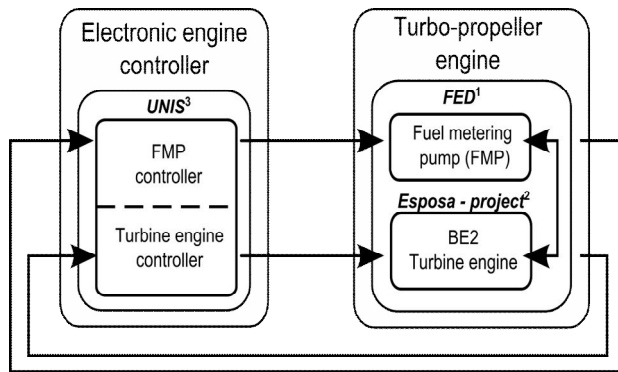 Electronic engine
controller
UNIS³
FMP
controller
Turbine engine
controller
Turbo-propeller
engine
FED¹
Fuel metering
pump (FMP)
Esposa - project²
BE2
Turbine engine